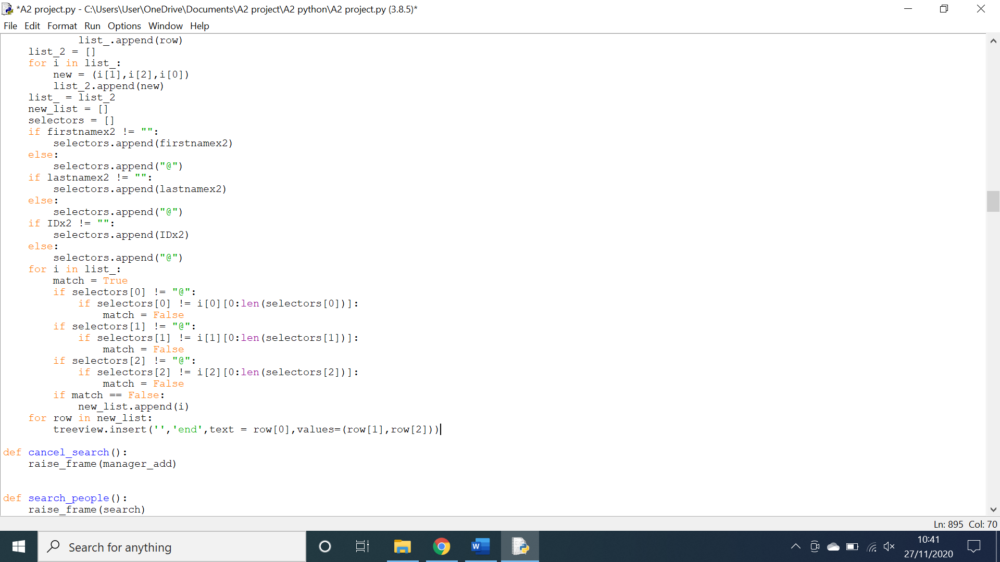 *A2 project.py - C:\Users\User\OneDrive\Documents\A2 project\A2 python\A2 project.py (3.8.5)*
File Edit Format Run Options Window Help
            list_.append(row)
    list_2 = []
    for i in list_:
        new = (i[1],i[2],i[0])
        list_2.append(new)
    list_ = list_2
    new_list = []
    selectors = []
    if firstnamex2 != "":
        selectors.append(firstnamex2)
    else:
        selectors.append("@")
    if lastnamex2 != "":
        selectors.append(lastnamex2)
    else:
        selectors.append("@")
    if IDx2 != "":
        selectors.append(IDx2)
    else:
        selectors.append("@")
    for i in list_:
        match = True
        if selectors[0] != "@":
            if selectors[0] != i[0][0:len(selectors[0])]:
                match = False
        if selectors[1] != "@":
            if selectors[1] != i[1][0:len(selectors[1])]:
                match = False
        if selectors[2] != "@":
            if selectors[2] != i[2][0:len(selectors[2])]:
                match = False
        if match == False:
            new_list.append(i)
    for row in new_list:
        treeview.insert('','end',text = row[0],values=(row[1],row[2]))
def cancel_search():
    raise_frame(manager_add)
def search_people():
    raise_frame(search)
Ln: 895 Col: 70
Search for anything
W
10:41
27/11/2020